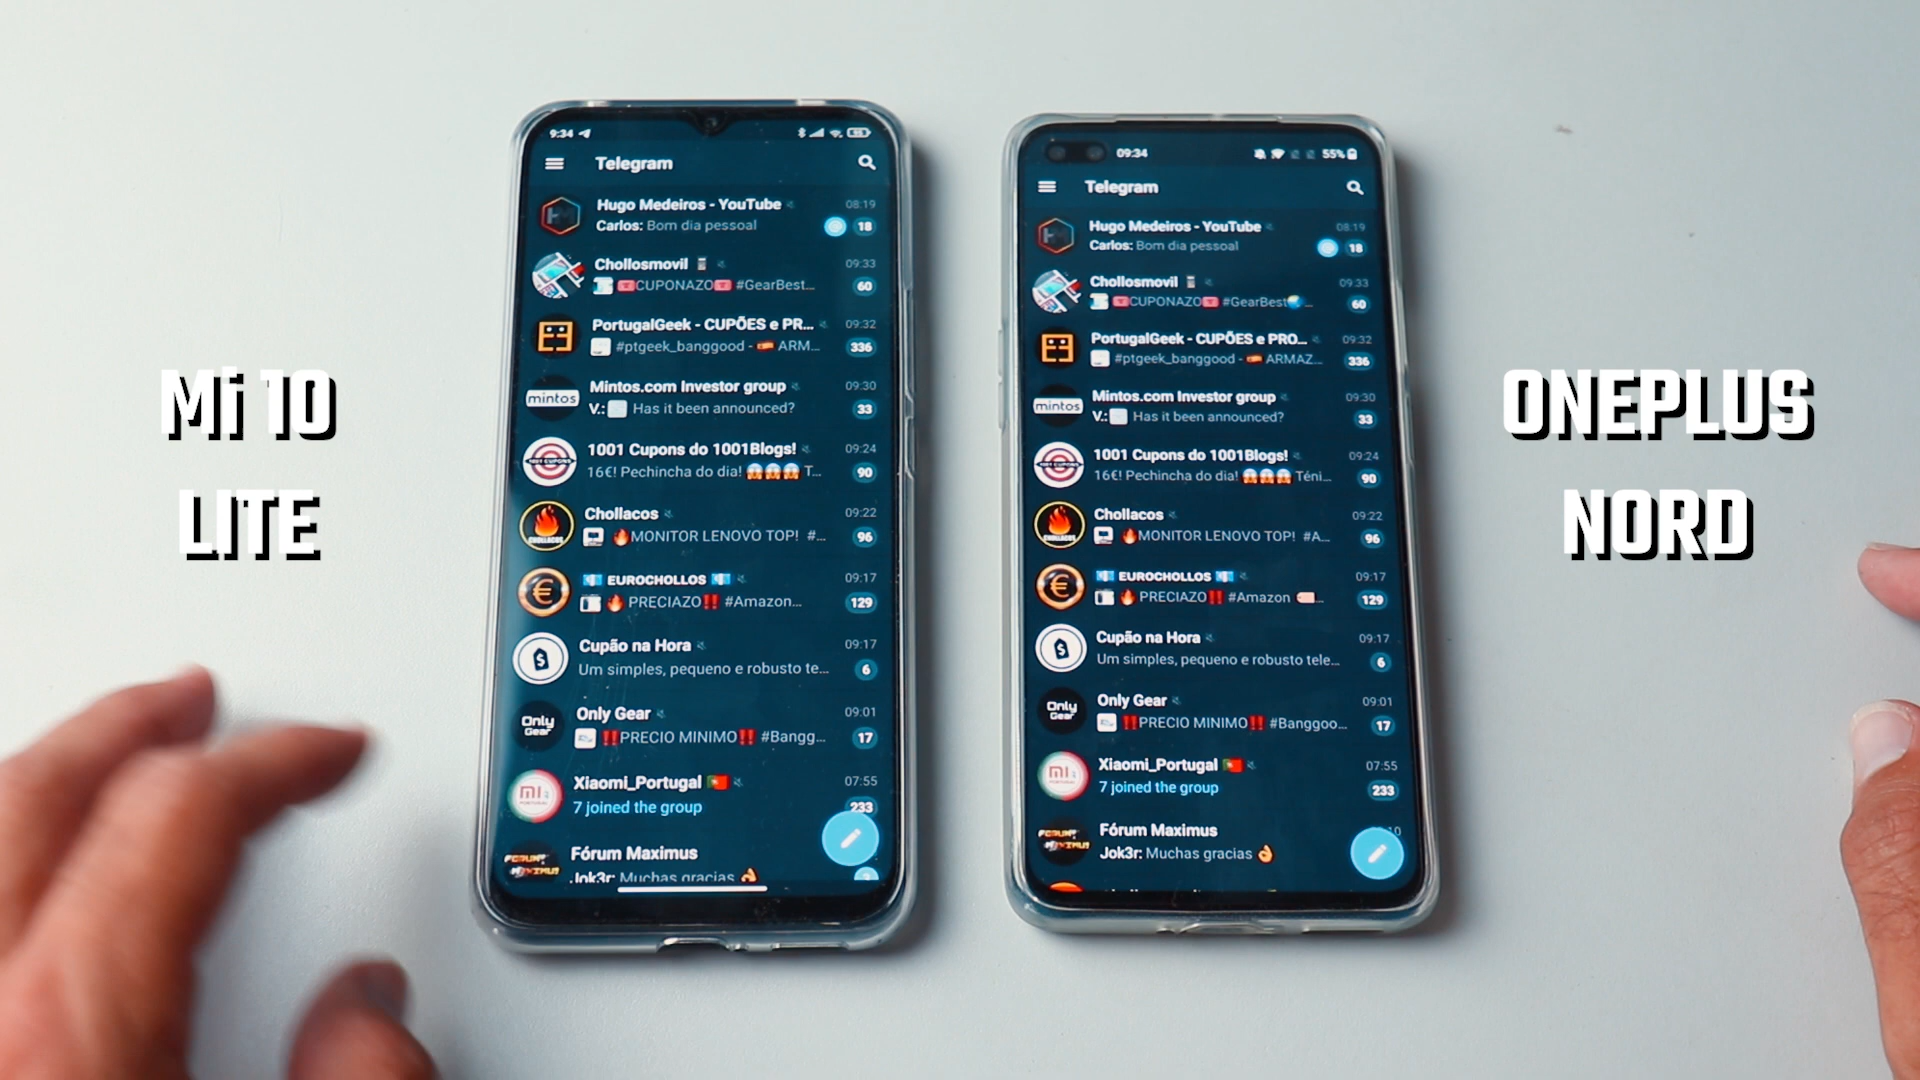 Mi 10
LITE
9:34
Telegram
Hugo Medeiros - YouTube 08:19
Carlos: Bom dia pessoal 18
Chollosmovil 09:33
CUPONAZO #GearBest... 60
PortugalGeek - CUPÕES e PR... 09:32
#ptgeek_banggood - ARM... 336
mintos
Mintos.com Investor group 09:30
V.: Has it been announced? 33
1001 Cupons do 1001Blogs! 09:24
16€! Pechincha do dia! T... 90
CHOLLACOS
Chollacos 09:22
MONITOR LENOVO TOP! #... 96
EUROCHOLLOS 09:17
PRECIAZO #Amazon... 129
Cupão na Hora 09:17
Um simples, pequeno e robusto te... 6
Only
Gear
Only Gear 09:01
PRECIO MINIMO #Bangg... 17
Xiaomi_Portugal 07:55
7 joined the group 233
Fórum Maximus
Jok3r: Muchas gracias
09:34 55%
Telegram
Hugo Medeiros - YouTube 08:19
Carlos: Bom dia pessoal 18
Chollosmovil 09:33
CUPONAZO #GearBest ... 60
PortugalGeek - CUPÕES e PRO... 09:32
#ptgeek_banggood - ARMAZ... 336
mintos
Mintos.com Investor group 09:30
V.: Has it been announced? 33
1001 Cupons do 1001Blogs! 09:24
16€! Pechincha do dia! Téni... 90
Chollacos 09:22
MONITOR LENOVO TOP! #A... 96
EUROCHOLLOS 09:17
PRECIAZO #Amazon ... 129
Cupão na Hora 09:17
Um simples, pequeno e robusto tele... 6
Only
Gear
Only Gear 09:01
PRECIO MINIMO #Banggoo... 17
Xiaomi_Portugal 07:55
7 joined the group 233
Fórum Maximus
Jok3r: Muchas gracias
ONEPLUS
NORD